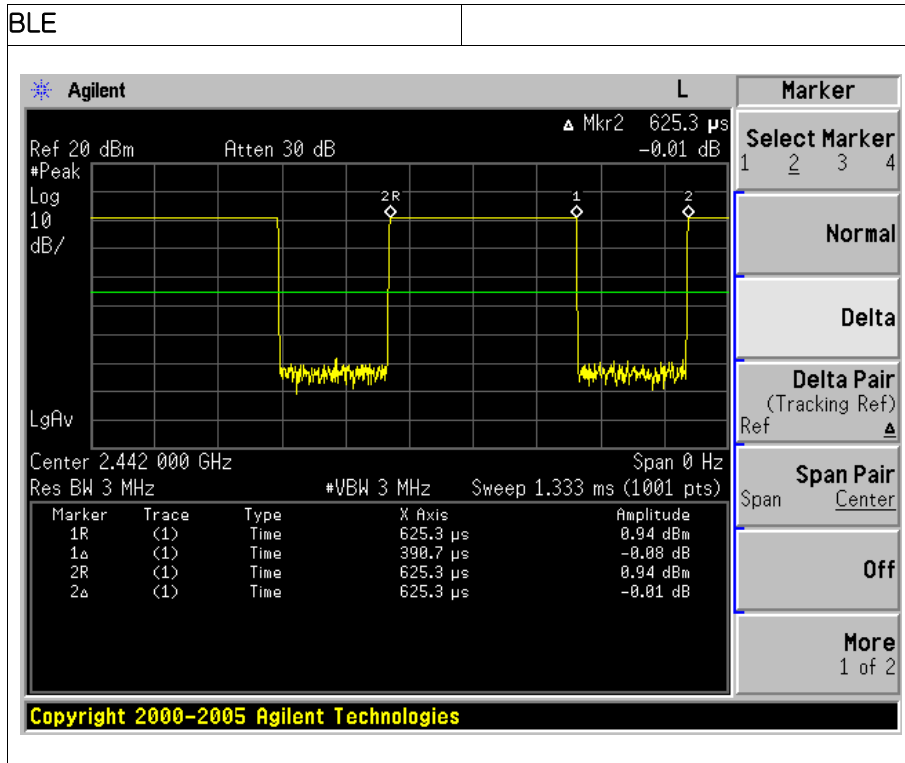 BLE
Agilent L
Δ Mkr2 625.3 µs
Ref 20 dBm Atten 30 dB -0.01 dB
#Peak
Log
10
dB/
2R 1 2
LgAv
Center 2.442 000 GHz Span 0 Hz
Res BW 3 MHz #VBW 3 MHz Sweep 1.333 ms (1001 pts)
Marker Trace Type X Axis Amplitude
1R (1) Time 625.3 µs 0.94 dBm
1Δ (1) Time 390.7 µs -0.08 dB
2R (1) Time 625.3 µs 0.94 dBm
2Δ (1) Time 625.3 µs -0.01 dB
Copyright 2000-2005 Agilent Technologies
Marker
Select Marker
1 2 3 4
Normal
Delta
Delta Pair
(Tracking Ref)
Ref Δ
Span Pair
Span Center
Off
More
1 of 2